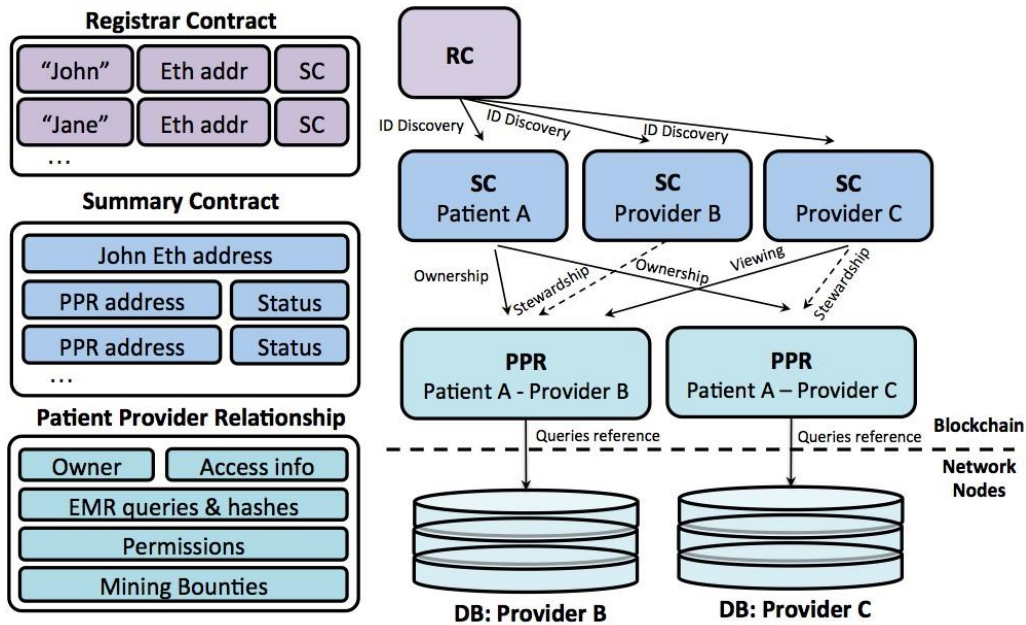 Registrar Contract
“John” Eth addr SC
“Jane” Eth addr SC
...
Summary Contract
John Eth address
PPR address Status
PPR address Status
...
Patient Provider Relationship
Owner Access info
EMR queries & hashes
Permissions
Mining Bounties
RC
ID Discovery ID Discovery ID Discovery
SC
Patient A
SC
Provider B
SC
Provider C
Ownership
Stewardship
Ownership
Viewing
Stewardship
PPR
Patient A - Provider B
PPR
Patient A – Provider C
Queries reference
Queries reference
Blockchain
Network
Nodes
DB: Provider B
DB: Provider C